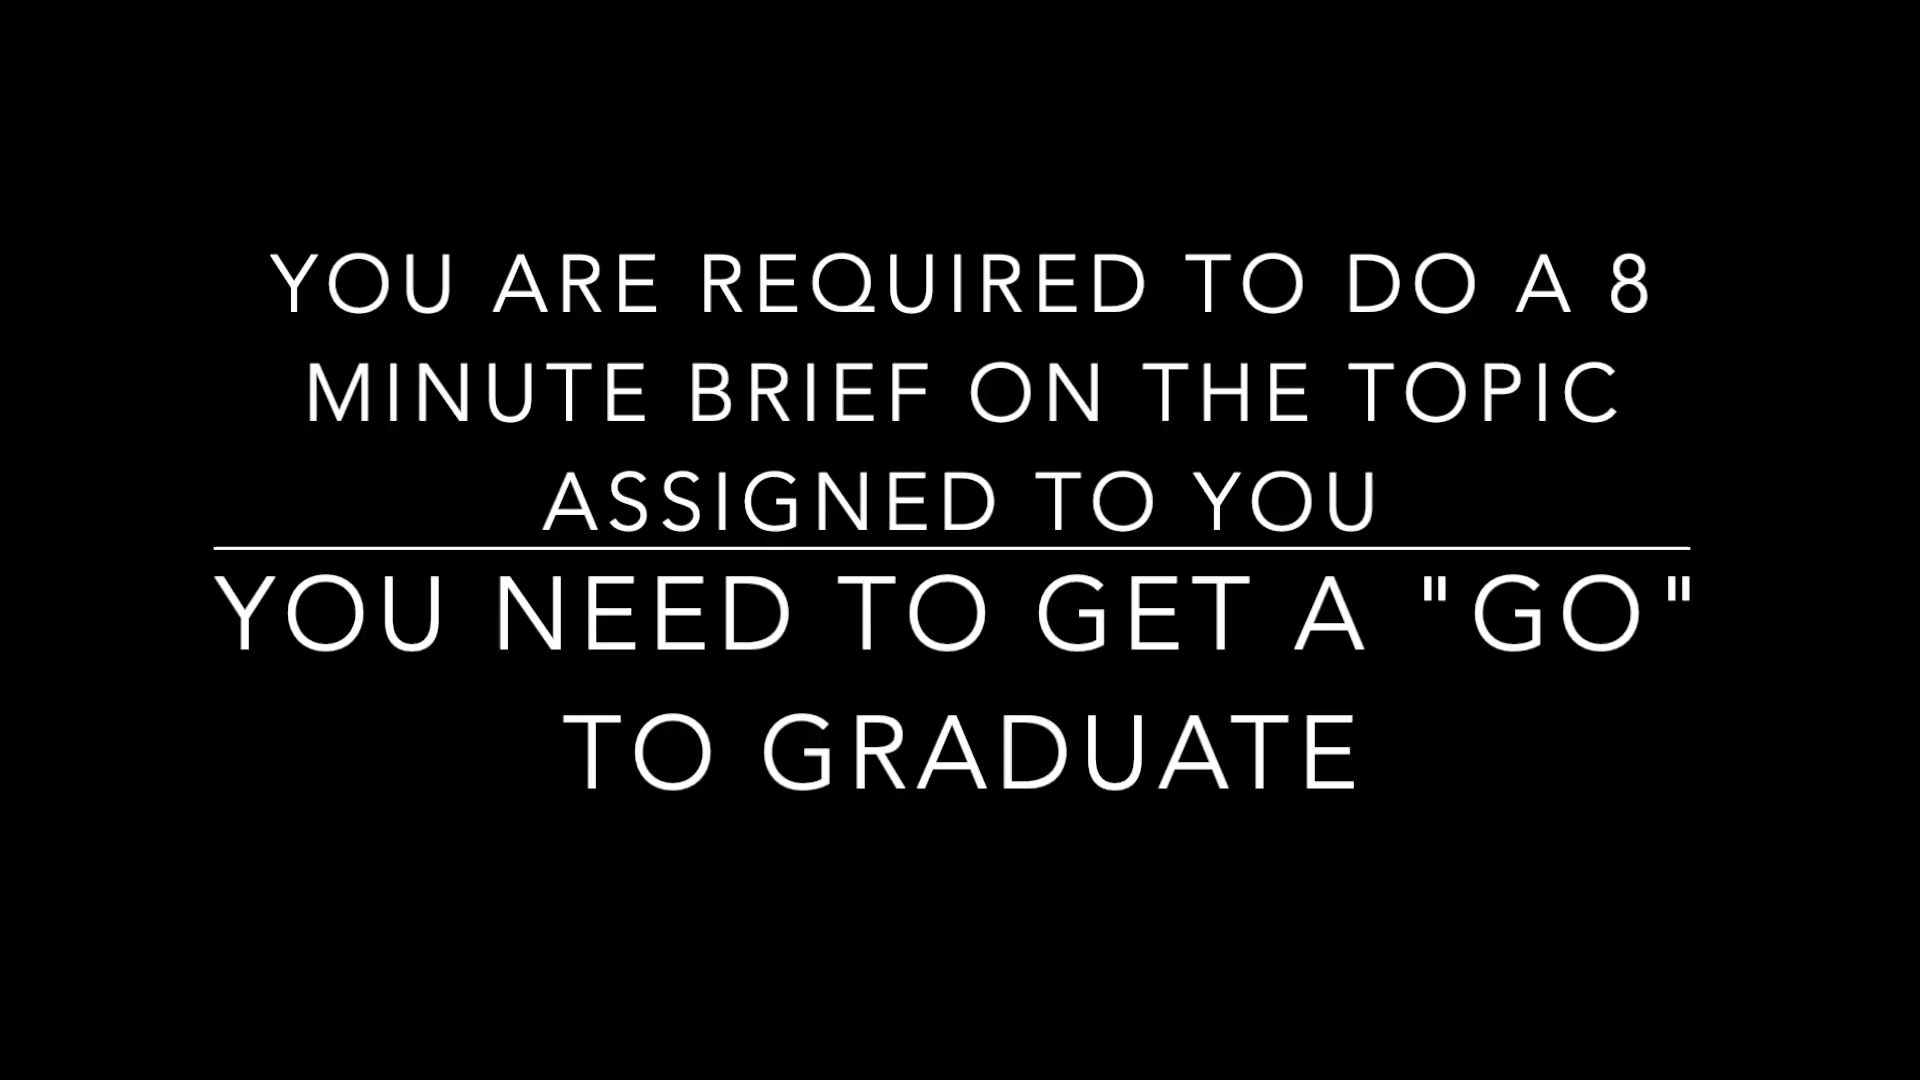 YOU ARE REQUIRED TO DO A 8
MINUTE BRIEF ON THE TOPIC
ASSIGNED TO YOU
YOU NEED TO GET A "GO"
TO GRADUATE